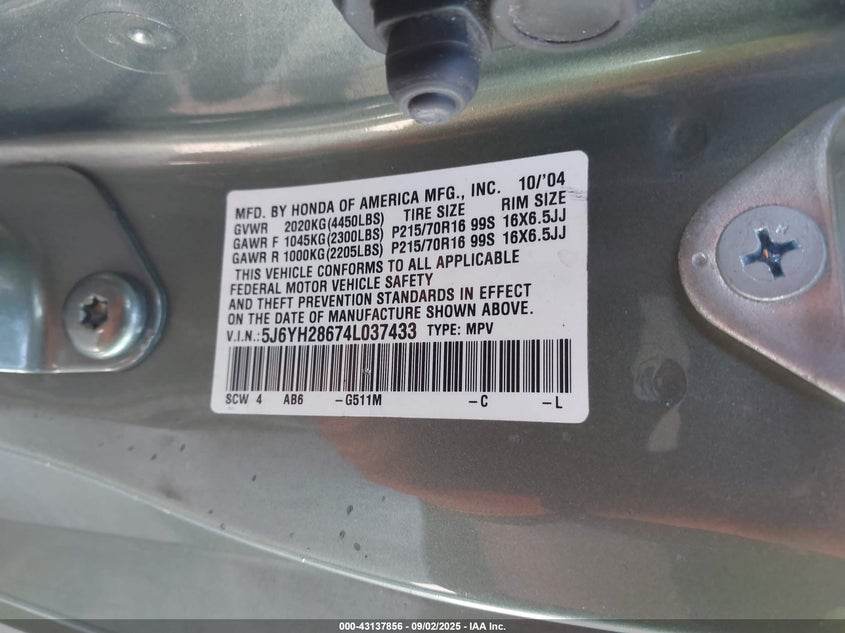 MFD. BY HONDA OF AMERICA MFG., INC. 10/'04
GVWR 2020KG(4450LBS) TIRE SIZE RIM SIZE
GAWR F 1045KG(2300LBS) P215/70R16 99S 16X6.5JJ
GAWR R 1000KG(2205LBS) P215/70R16 99S 16X6.5JJ
THIS VEHICLE CONFORMS TO ALL APPLICABLE
FEDERAL MOTOR VEHICLE SAFETY
AND THEFT PREVENTION STANDARDS IN EFFECT
ON THE DATE OF MANUFACTURE SHOWN ABOVE.
V.I.N.:5J6YH28674L037433 TYPE: MPV
SCW 4 AB6 -G511M -C -L
000-43137856 - 09/02/2025 - IAA Inc.